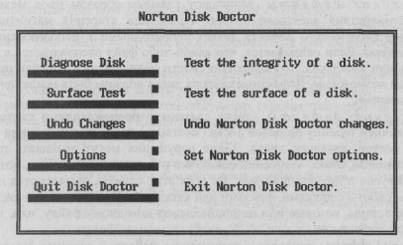 Norton Disk Doctor
Diagnose Disk Test the integrity of a disk.
Surface Test Test the surface of a disk.
Undo Changes Undo Norton Disk Doctor changes.
Options Set Norton Disk Doctor options.
Quit Disk Doctor Exit Norton Disk Doctor.